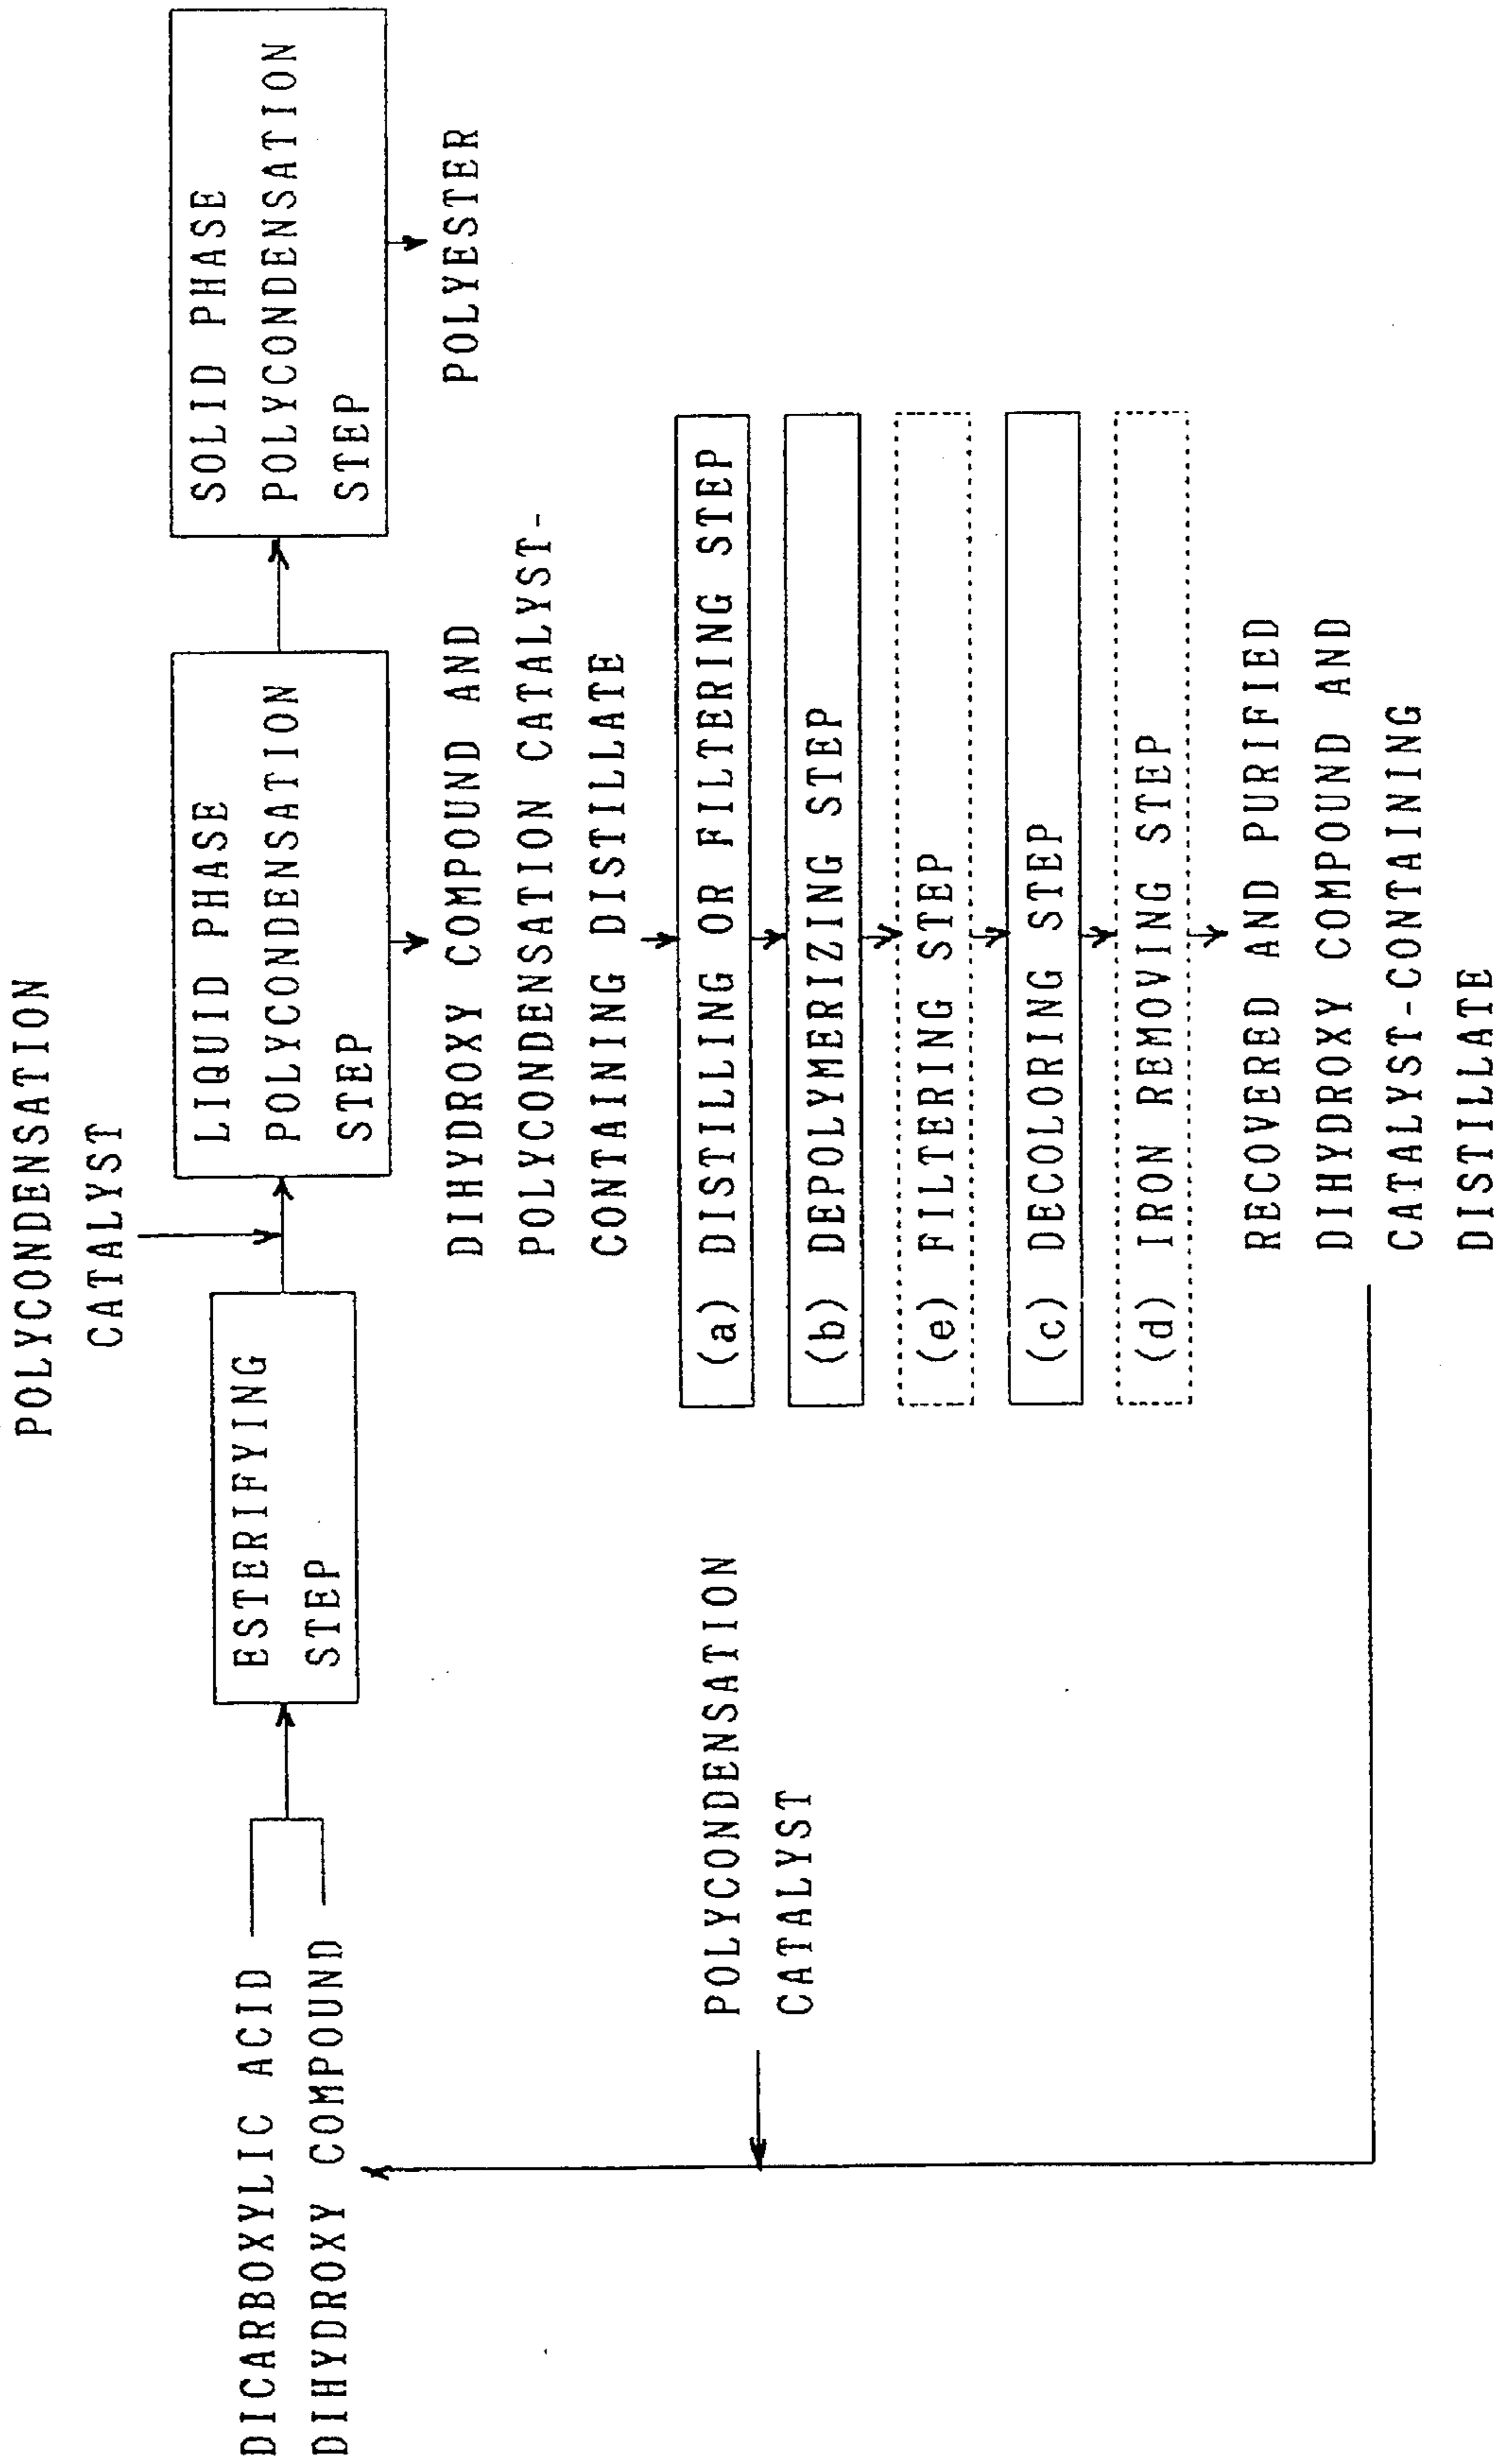 POLYCONDENSATION
CATALYST
DICARBOXYLIC ACID
DIHYDROXY COMPOUND
ESTERIFYING
STEP
LIQUID PHASE
POLYCONDENSATION
STEP
SOLID PHASE
POLYCONDENSATION
STEP
POLYESTER
DIHYDROXY COMPOUND AND
POLYCONDENSATION CATALYST-
CONTAINING DISTILLATE
(a) DISTILLING OR FILTERING STEP
(b) DEPOLYMERIZING STEP
(e) FILTERING STEP
(c) DECOLORING STEP
(d) IRON REMOVING STEP
POLYCONDENSATION
CATALYST
RECOVERED AND PURIFIED
DIHYDROXY COMPOUND AND
CATALYST-CONTAINING
DISTILLATE